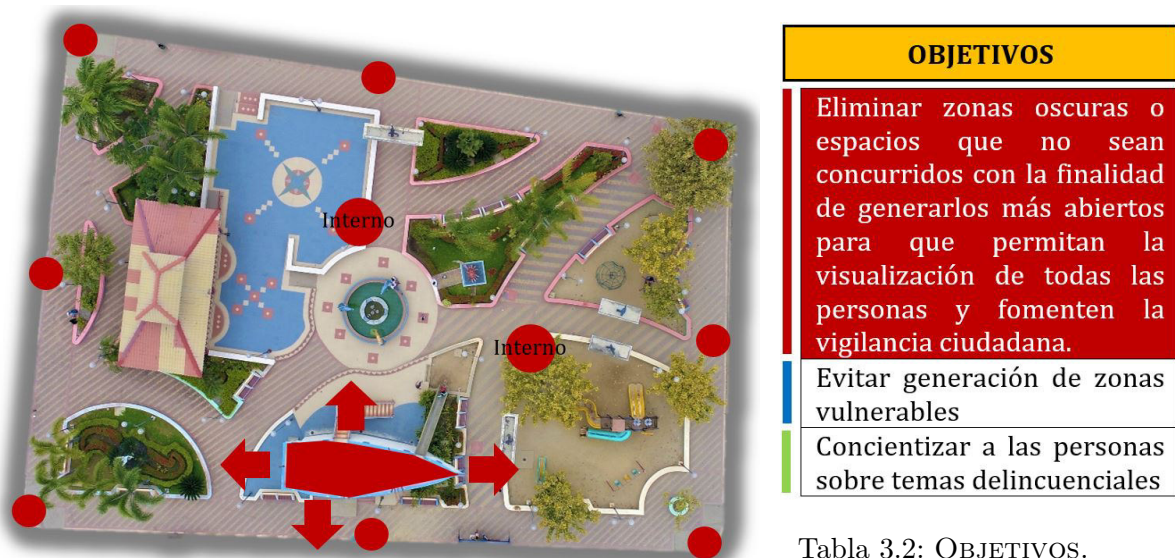 Interno
Interno
OBJETIVOS
Eliminar zonas oscuras o
espacios que no sean
concurridos con la finalidad
de generarlos más abiertos
para que permitan la
visualización de todas las
personas y fomenten la
vigilancia ciudadana.
Evitar generación de zonas
vulnerables
Concientizar a las personas
sobre temas delincuenciales
Tabla 3.2: OBJETIVOS.